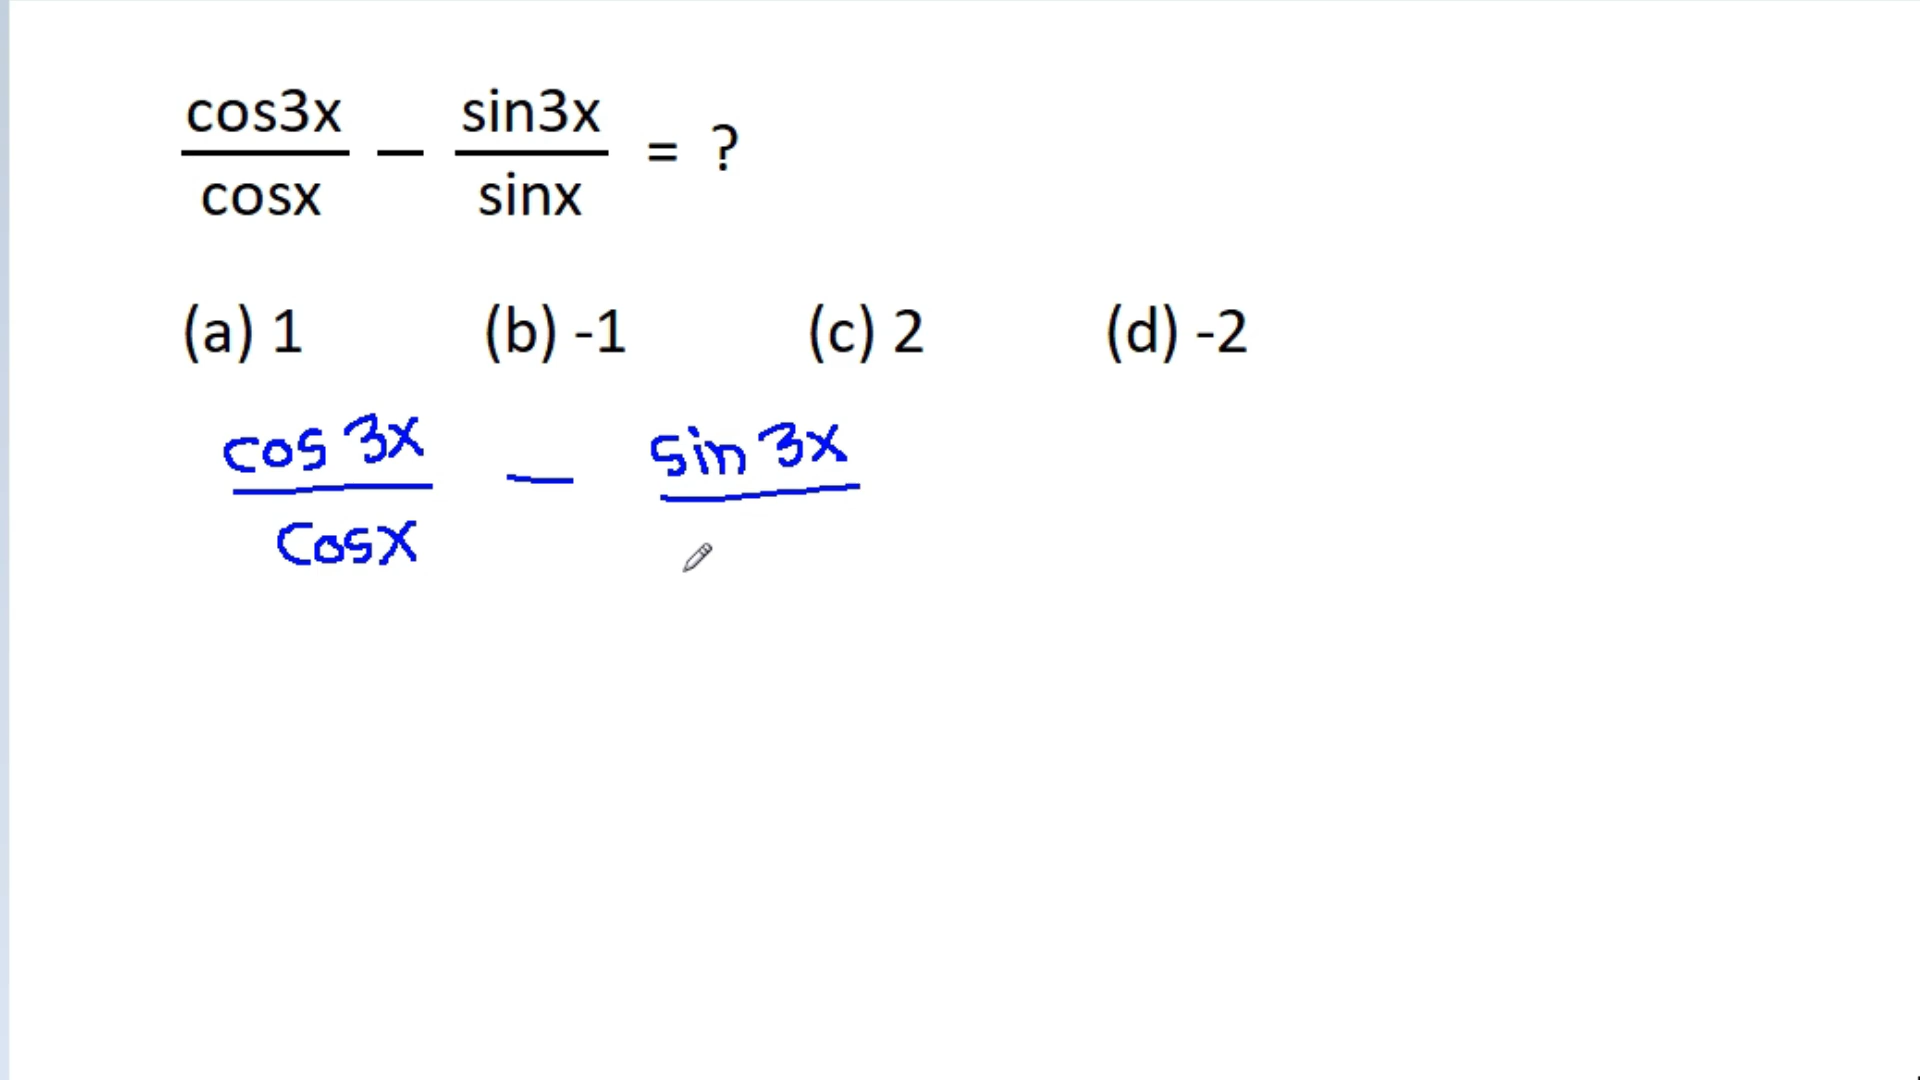 cos3x/cosx − sin3x/sinx = ?
(a) 1 (b) -1 (c) 2 (d) -2
cos 3x/cosx − sin 3x/